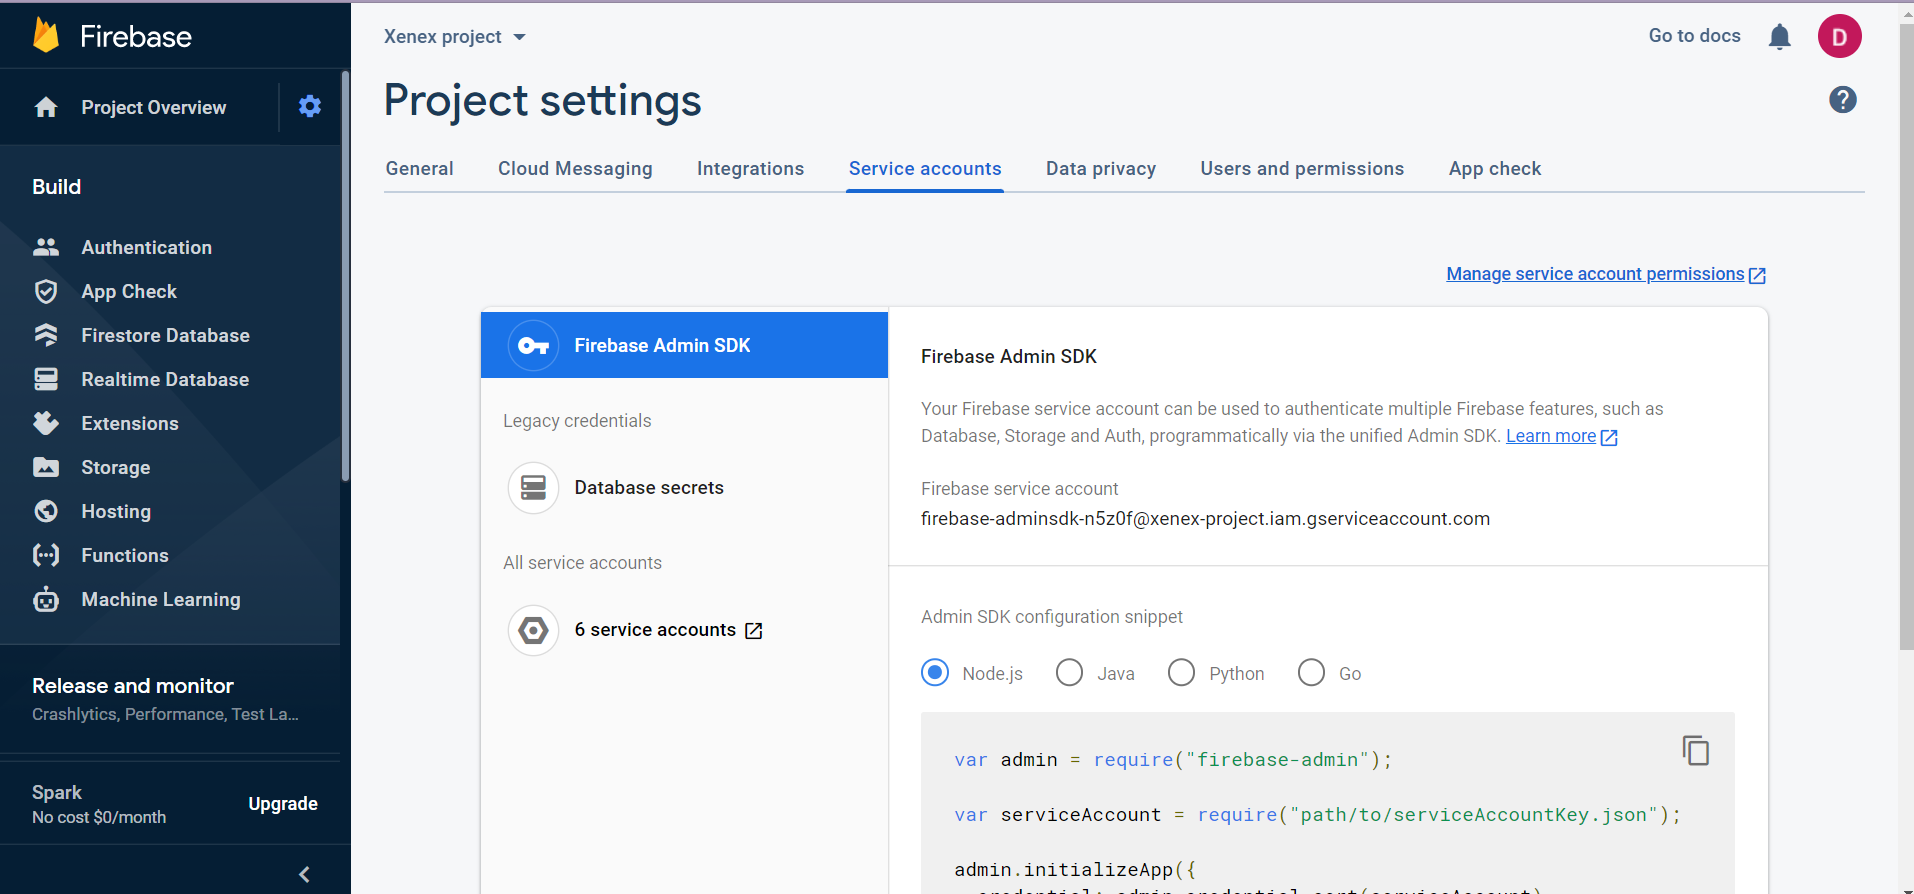 Firebase
Project Overview
Build
Authentication
App Check
Firestore Database
Realtime Database
Extensions
Storage
Hosting
Functions
Machine Learning
Release and monitor
Crashlytics, Performance, Test La...
Spark
No cost $0/month
Upgrade
Xenex project
Go to docs
D
Project settings
?
General Cloud Messaging Integrations Service accounts Data privacy Users and permissions App check
Manage service account permissions
Firebase Admin SDK
Legacy credentials
Database secrets
All service accounts
6 service accounts
Firebase Admin SDK
Your Firebase service account can be used to authenticate multiple Firebase features, such as
Database, Storage and Auth, programmatically via the unified Admin SDK. Learn more
Firebase service account
firebase-adminsdk-n5z0f@xenex-project.iam.gserviceaccount.com
Admin SDK configuration snippet
Node.js Java Python Go
var admin = require("firebase-admin");
var serviceAccount = require("path/to/serviceAccountKey.json");
admin.initializeApp({
credential: admin.credential.cert(serviceAccount)